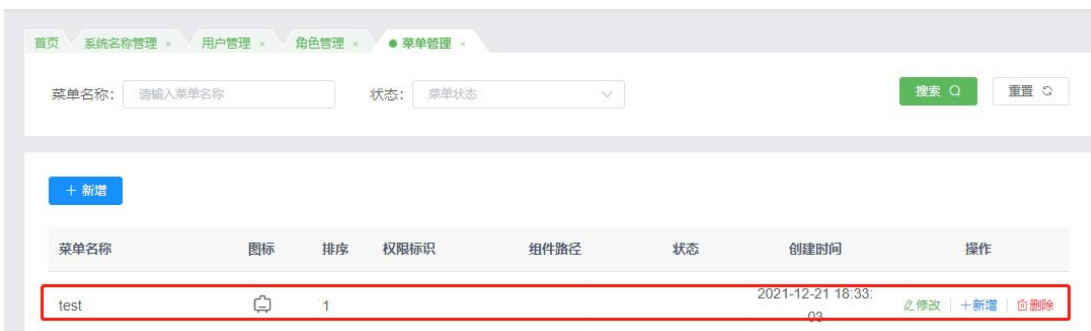 首页 系统名称管理 × 用户管理 × 角色管理 × 菜单管理 ×
菜单名称： 请输入菜单名称 状态： 菜单状态 搜索 重置
+ 新增
菜单名称 图标 排序 权限标识 组件路径 状态 创建时间 操作
test 1 2021-12-21 18:33:03 修改 +新增 删除